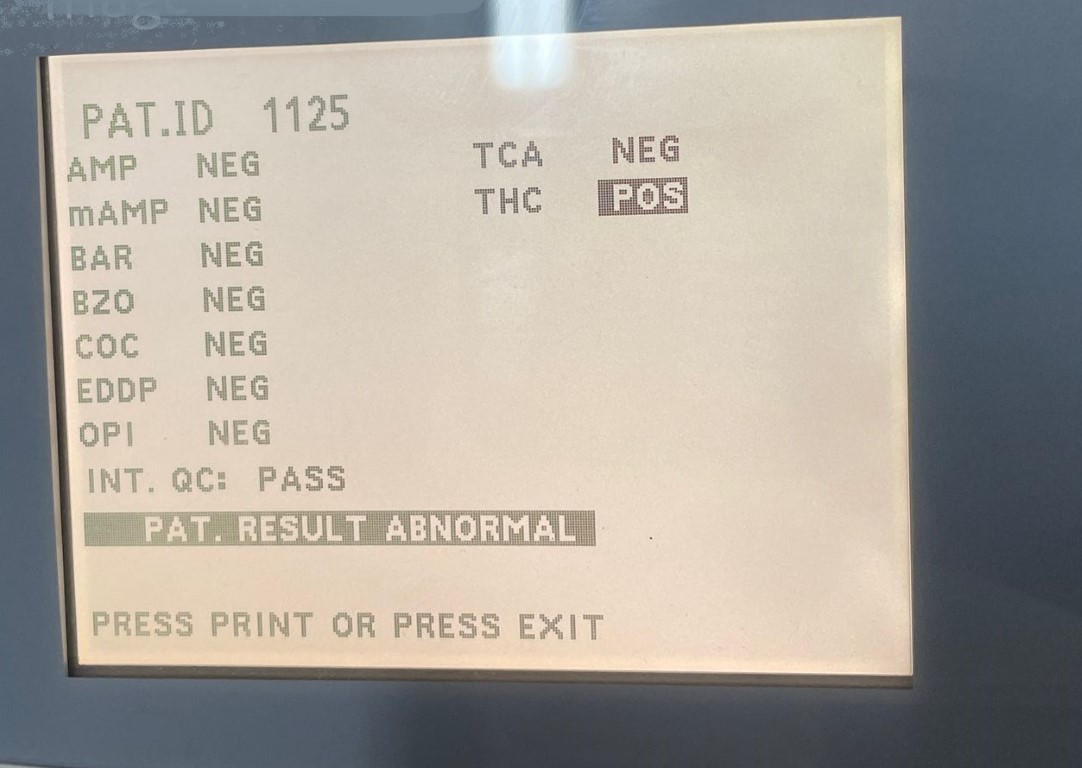 PAT.ID 1125
AMP NEG
mAMP NEG
BAR NEG
BZO NEG
COC NEG
EDDP NEG
OPI NEG
TCA NEG
THC POS
INT. QC: PASS
PAT. RESULT ABNORMAL
PRESS PRINT OR PRESS EXIT